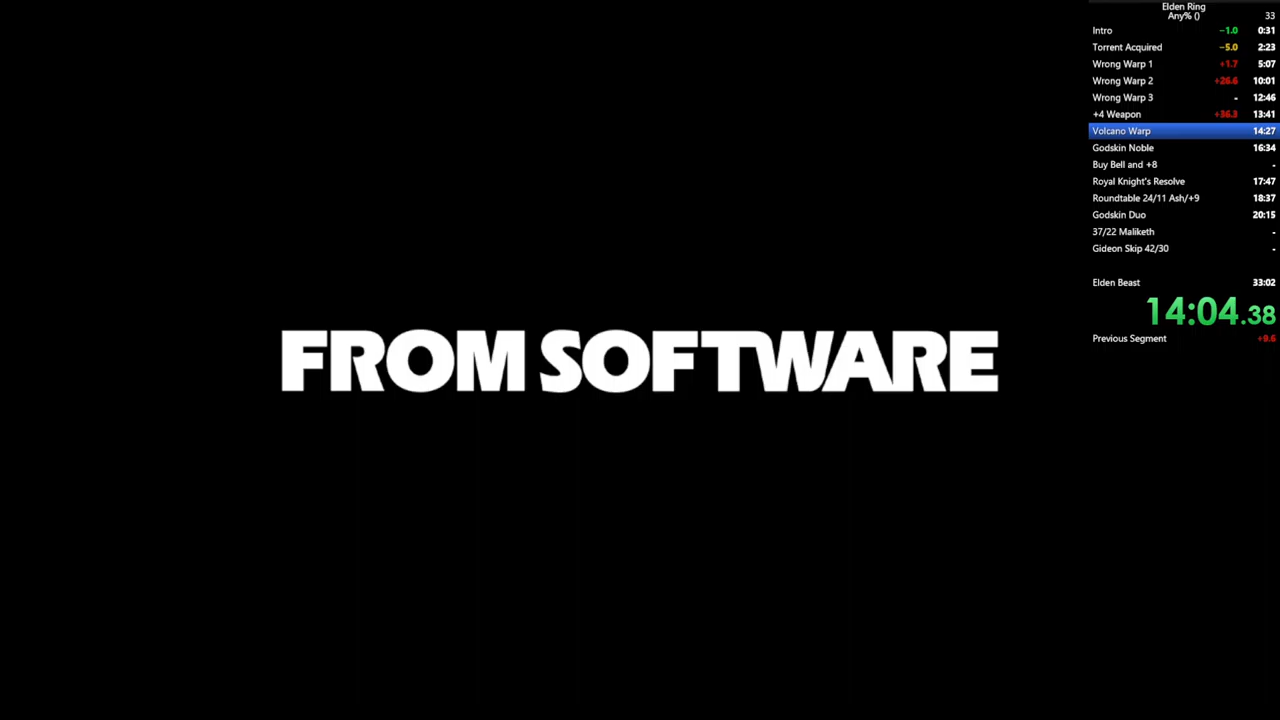 Elden Ring
Any% () 33
Intro −1.0 0:31
Torrent Acquired −5.0 2:23
Wrong Warp 1 +1.7 5:07
Wrong Warp 2 +26.6 10:01
Wrong Warp 3 - 12:46
+4 Weapon +36.3 13:41
Volcano Warp 14:27
Godskin Noble 16:34
Buy Bell and +8 -
Royal Knight's Resolve 17:47
Roundtable 24/11 Ash/+9 18:37
Godskin Duo 20:15
37/22 Maliketh -
Gideon Skip 42/30 -
Elden Beast 33:02
14:04.38
Previous Segment +9.6
FROM SOFTWARE